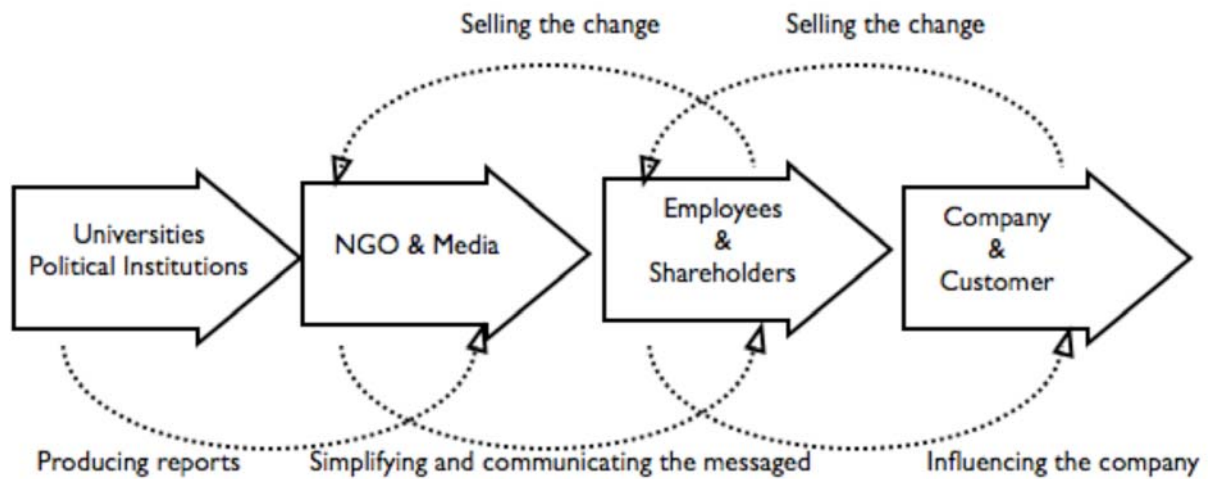 Selling the change
Selling the change
Universities
Political Institutions
NGO & Media
Employees
&
Shareholders
Company
&
Customer
Producing reports
Simplifying and communicating the messaged
Influencing the company